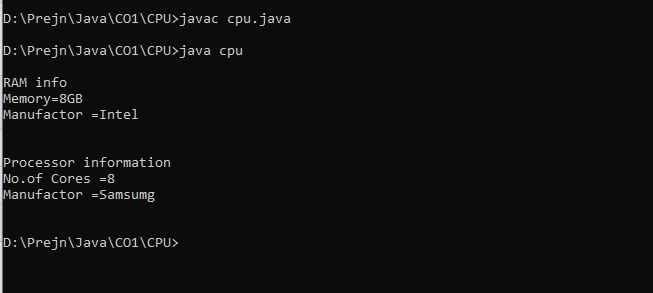 D:\Prejn\Java\CO1\CPU>javac cpu.java
D:\Prejn\Java\CO1\CPU>java cpu
RAM info
Memory=8GB
Manufactor =Intel
Processor information
No.of Cores =8
Manufactor =Samsumg
D:\Prejn\Java\CO1\CPU>